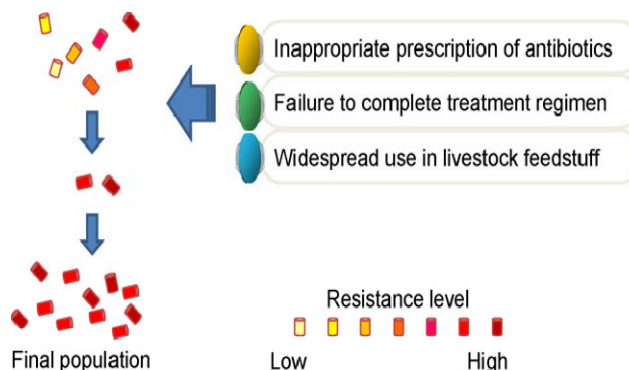 Inappropriate prescription of antibiotics
Failure to complete treatment regimen
Widespread use in livestock feedstuff
Resistance level
Final population
Low
High